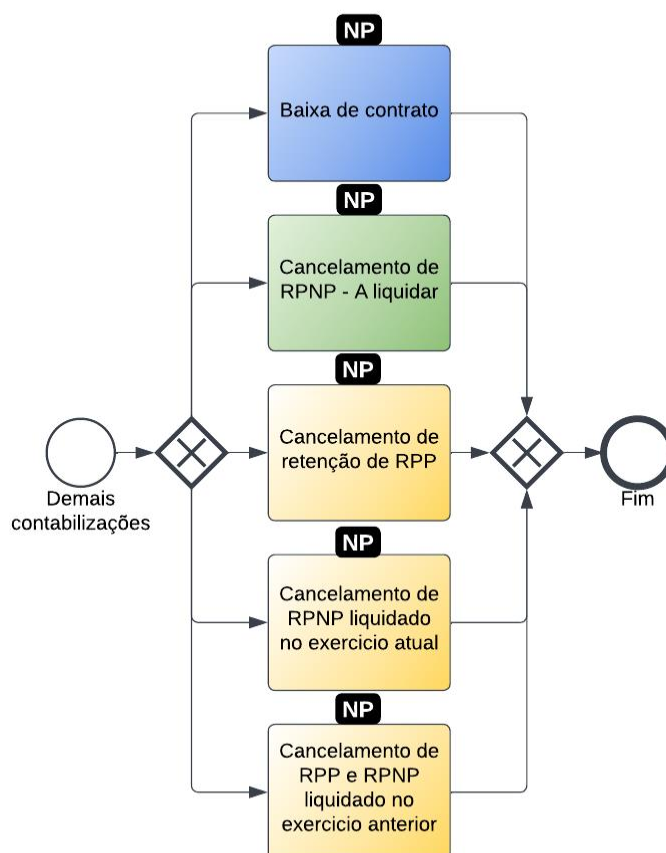 NP
Baixa de contrato
NP
Cancelamento de
RPNP - A liquidar
NP
Cancelamento de
retenção de RPP
Demais
contabilizações
Fim
NP
Cancelamento de
RPNP liquidado
no exercicio atual
NP
Cancelamento de
RPP e RPNP
liquidado no
exercicio anterior